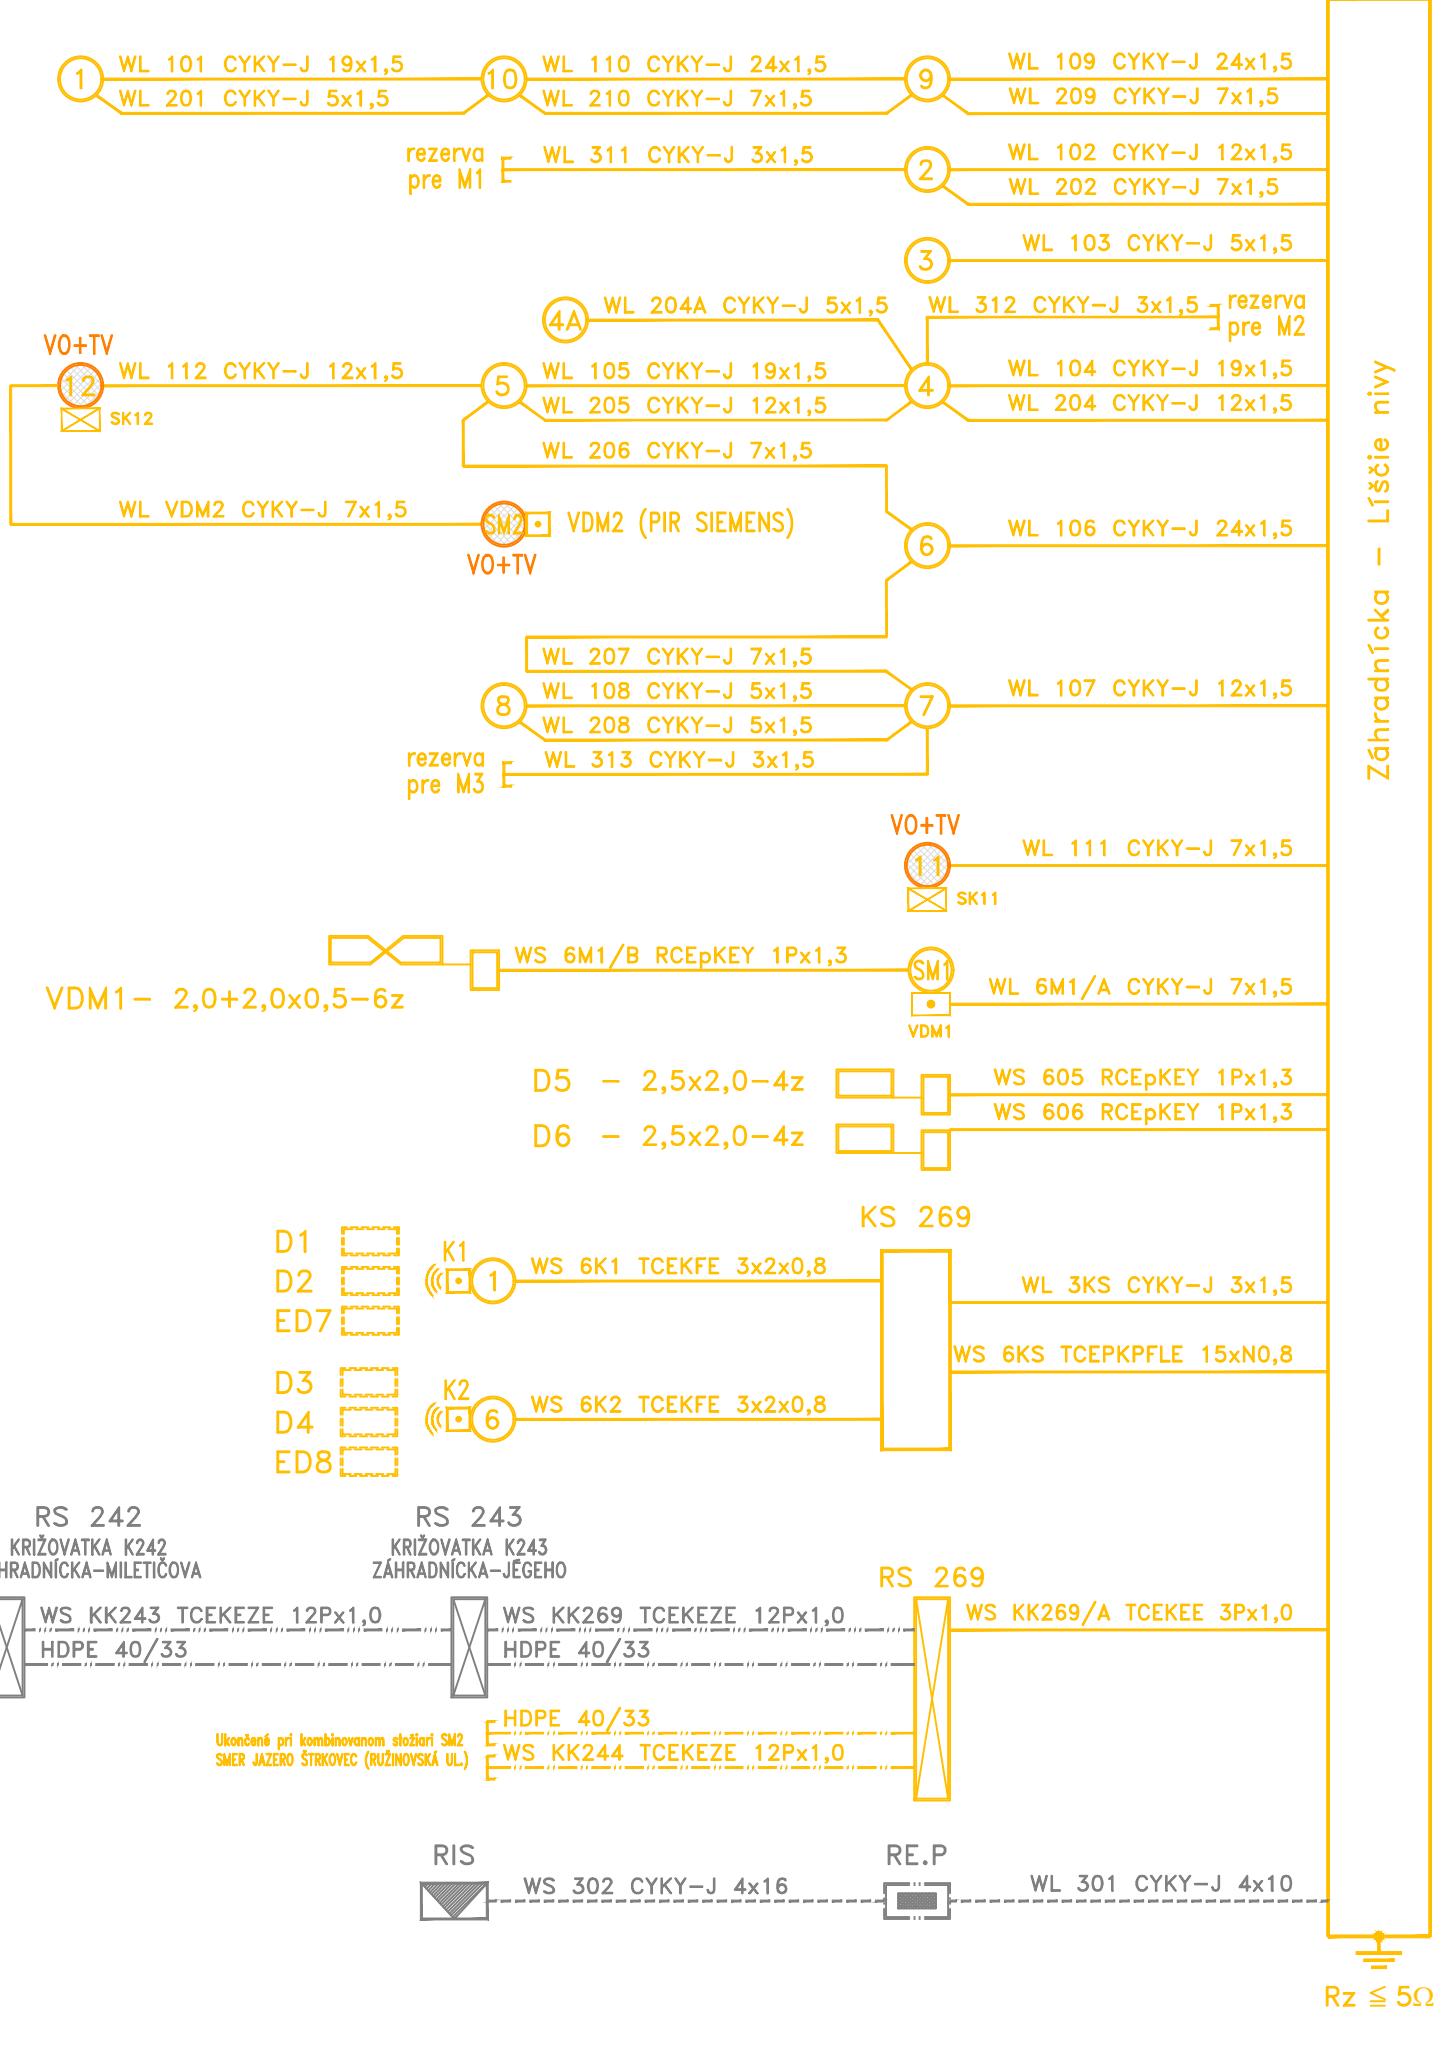 WL 101 CYKY-J 19x1,5
WL 110 CYKY-J 24x1,5
WL 109 CYKY-J 24x1,5
1
10
9
WL 201 CYKY-J 5x1,5
WL 210 CYKY-J 7x1,5
WL 209 CYKY-J 7x1,5
rezerva
pre M1
WL 311 CYKY-J 3x1,5
2
WL 102 CYKY-J 12x1,5
WL 202 CYKY-J 7x1,5
3
WL 103 CYKY-J 5x1,5
4A
WL 204A CYKY-J 5x1,5
WL 312 CYKY-J 3x1,5
rezerva
pre M2
VO+TV
12
SK12
WL 112 CYKY-J 12x1,5
5
WL 105 CYKY-J 19x1,5
4
WL 104 CYKY-J 19x1,5
WL 205 CYKY-J 12x1,5
WL 204 CYKY-J 12x1,5
WL 206 CYKY-J 7x1,5
WL VDM2 CYKY-J 7x1,5
SM2
VDM2 (PIR SIEMENS)
VO+TV
6
WL 106 CYKY-J 24x1,5
Záhradnícka - Líščie nivy
WL 207 CYKY-J 7x1,5
8
WL 108 CYKY-J 5x1,5
7
WL 107 CYKY-J 12x1,5
WL 208 CYKY-J 5x1,5
rezerva
pre M3
WL 313 CYKY-J 3x1,5
VO+TV
11
SK11
WL 111 CYKY-J 7x1,5
VDM1- 2,0+2,0x0,5-6z
WS 6M1/B RCEpKEY 1Px1,3
SM1
VDM1
WL 6M1/A CYKY-J 7x1,5
D5 - 2,5x2,0-4z
WS 605 RCEpKEY 1Px1,3
WS 606 RCEpKEY 1Px1,3
D6 - 2,5x2,0-4z
KS 269
D1
D2
ED7
K1
1
WS 6K1 TCEKFE 3x2x0,8
WL 3KS CYKY-J 3x1,5
WS 6KS TCEPKPFLE 15xN0,8
D3
D4
ED8
K2
6
WS 6K2 TCEKFE 3x2x0,8
RS 242
KRIŽOVATKA K242
HRADNÍCKA-MILETIČOVA
RS 243
KRIŽOVATKA K243
ZÁHRADNÍCKA-JÉGEHO
RS 269
WS KK243 TCEKEZE 12Px1,0
HDPE 40/33
WS KK269 TCEKEZE 12Px1,0
HDPE 40/33
WS KK269/A TCEKEE 3Px1,0
Ukončené pri kombinovanom stožiari SM2
SMER JAZERO ŠTRKOVEC (RUŽINOVSKÁ UL.)
HDPE 40/33
WS KK244 TCEKEZE 12Px1,0
RIS
WS 302 CYKY-J 4x16
RE.P
WL 301 CYKY-J 4x10
Rz ≦ 5Ω